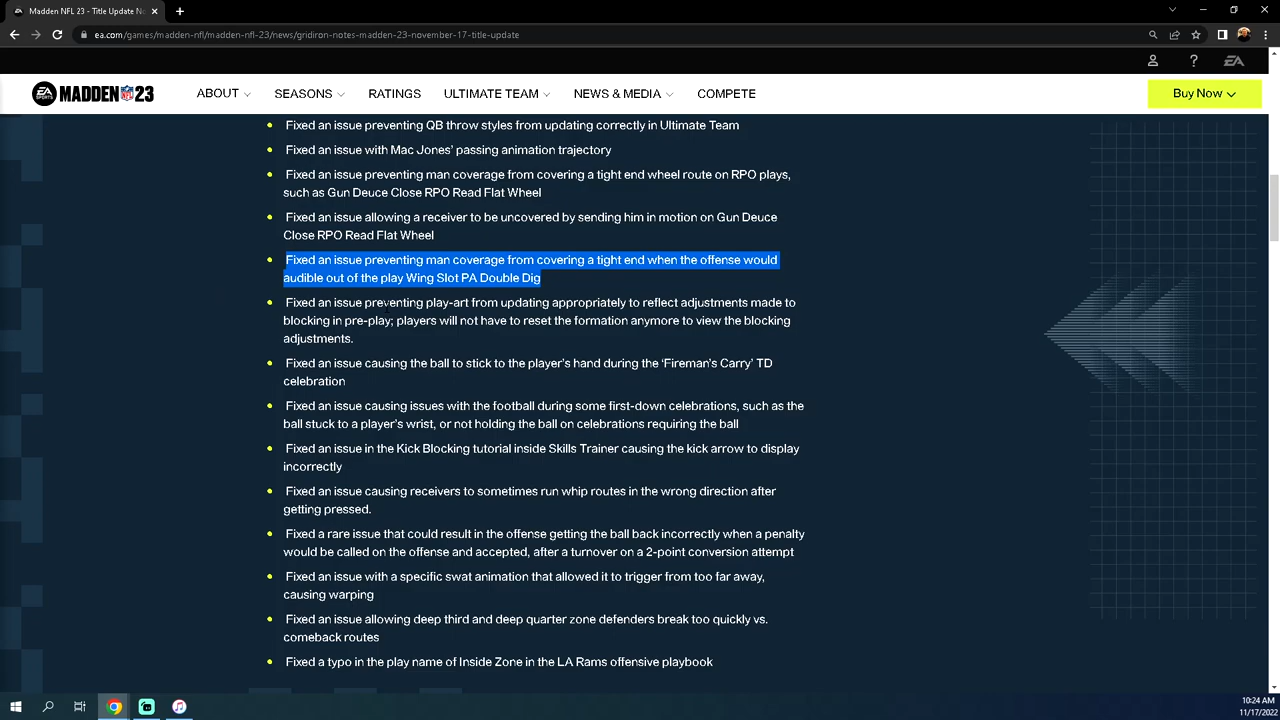 Madden NFL 23 - Title Update N
ea.com/games/madden-nfl/madden-nfl-23/news/gridiron-notes-madden-23-november-17-title-update
EA
EA SPORTS MADDEN NFL 23 ABOUT SEASONS RATINGS ULTIMATE TEAM NEWS & MEDIA COMPETE Buy Now
Fixed an issue preventing QB throw styles from updating correctly in Ultimate Team
Fixed an issue with Mac Jones’ passing animation trajectory
Fixed an issue preventing man coverage from covering a tight end wheel route on RPO plays,
such as Gun Deuce Close RPO Read Flat Wheel
Fixed an issue allowing a receiver to be uncovered by sending him in motion on Gun Deuce
Close RPO Read Flat Wheel
Fixed an issue preventing man coverage from covering a tight end when the offense would
audible out of the play Wing Slot PA Double Dig
Fixed an issue preventing play-art from updating appropriately to reflect adjustments made to
blocking in pre-play; have to reset the formation anymore to view the blocking
adjustments.
Fixed an issue causing the to stick to the player’s hand during the ‘Fireman’s Carry’ TD
celebration
Fixed an issue causing issues with the football during some first-down celebrations, such as the
ball stuck to a player’s wrist, or not holding the ball on celebrations requiring the ball
Fixed an issue in the Kick Blocking tutorial inside Skills Trainer causing the kick arrow to display
incorrectly
Fixed an issue causing receivers to sometimes run whip routes in the wrong direction after
getting pressed.
Fixed a rare issue that could result in the offense getting the ball back incorrectly when a penalty
would be called on the offense and accepted, after a turnover on a 2-point conversion attempt
Fixed an issue with a specific swat animation that allowed it to trigger from too far away,
causing warping
Fixed an issue allowing deep third and deep quarter zone defenders break too quickly vs.
comeback routes
Fixed a typo in the play name of Inside Zone in the LA Rams offensive playbook
10:24 AM
11/17/2022